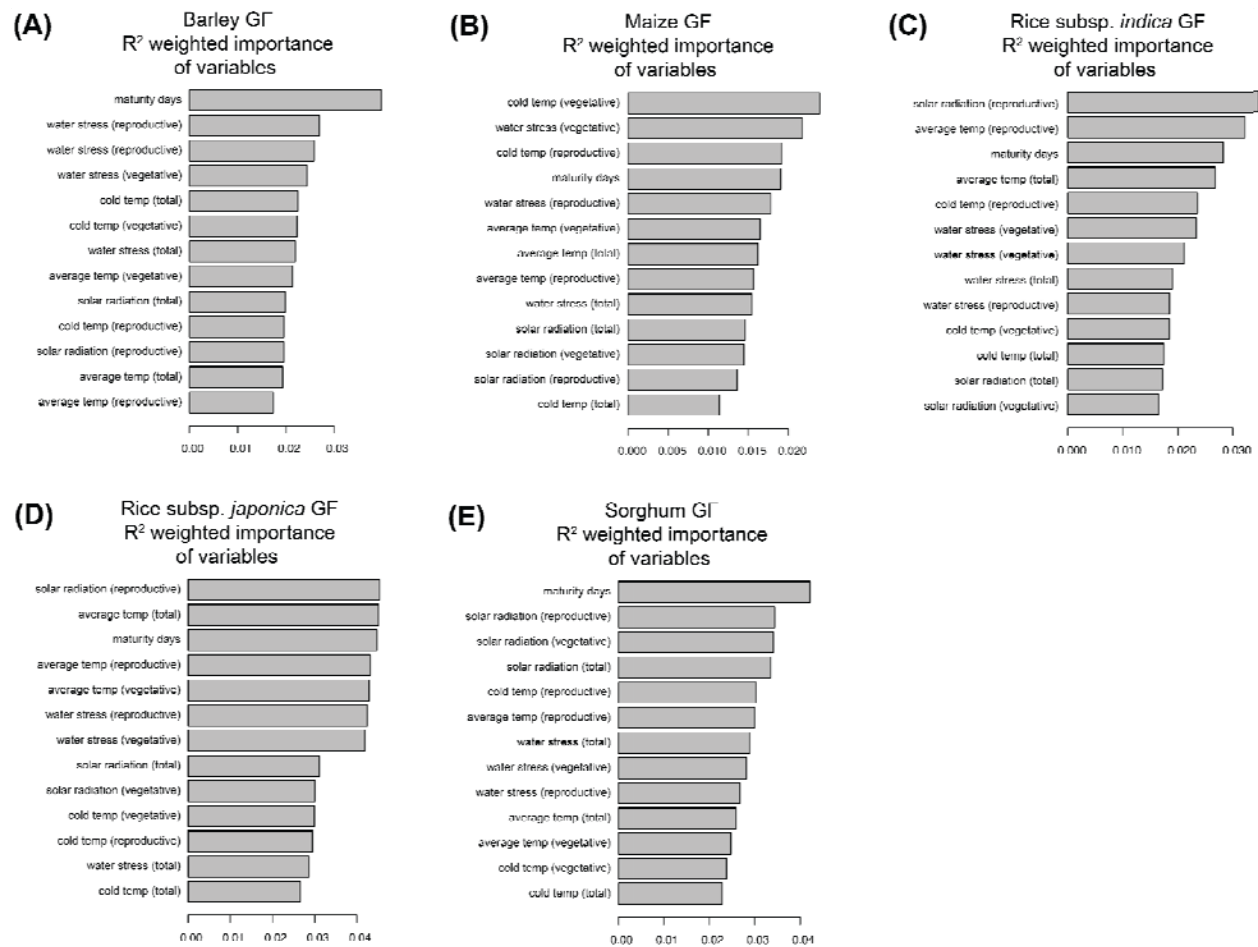 (A)
Barley GF
R² weighted importance
of variables
maturity days
water stress (reproductive)
water stress (reproductive)
water stress (vegetative)
cold temp (total)
cold temp (vegetative)
water stress (total)
average temp (vegetative)
solar radiation (total)
cold temp (reproductive)
solar radiation (reproductive)
average temp (total)
average temp (reproductive)
0.00 0.01 0.02 0.03
(B)
Maize GF
R² weighted importance
of variables
cold temp (vegetative)
water stress (vegetative)
cold temp (reproductive)
maturity days
water stress (reproductive)
average temp (vegetative)
average temp (total)
average temp (reproductive)
water stress (total)
solar radiation (total)
solar radiation (vegetative)
solar radiation (reproductive)
cold temp (total)
0.000 0.005 0.010 0.015 0.020
(C)
Rice subsp. indica GF
R² weighted importance
of variables
solar radiation (reproductive)
average temp (reproductive)
maturity days
average temp (total)
cold temp (reproductive)
water stress (vegetative)
water stress (vegetative)
water stress (total)
water stress (reproductive)
cold temp (vegetative)
cold temp (total)
solar radiation (total)
solar radiation (vegetative)
0.000 0.010 0.020 0.030
(D)
Rice subsp. japonica GF
R² weighted importance
of variables
solar radiation (reproductive)
average temp (total)
maturity days
average temp (reproductive)
average temp (vegetative)
water stress (reproductive)
water stress (vegetative)
solar radiation (total)
solar radiation (vegetative)
cold temp (vegetative)
cold temp (reproductive)
water stress (total)
cold temp (total)
0.00 0.01 0.02 0.03 0.04
(E)
Sorghum GF
R² weighted importance
of variables
maturity days
solar radiation (reproductive)
solar radiation (vegetative)
solar radiation (total)
cold temp (reproductive)
average temp (reproductive)
water stress (total)
water stress (vegetative)
water stress (reproductive)
average temp (total)
average temp (vegetative)
cold temp (vegetative)
cold temp (total)
0.00 0.01 0.02 0.03 0.04